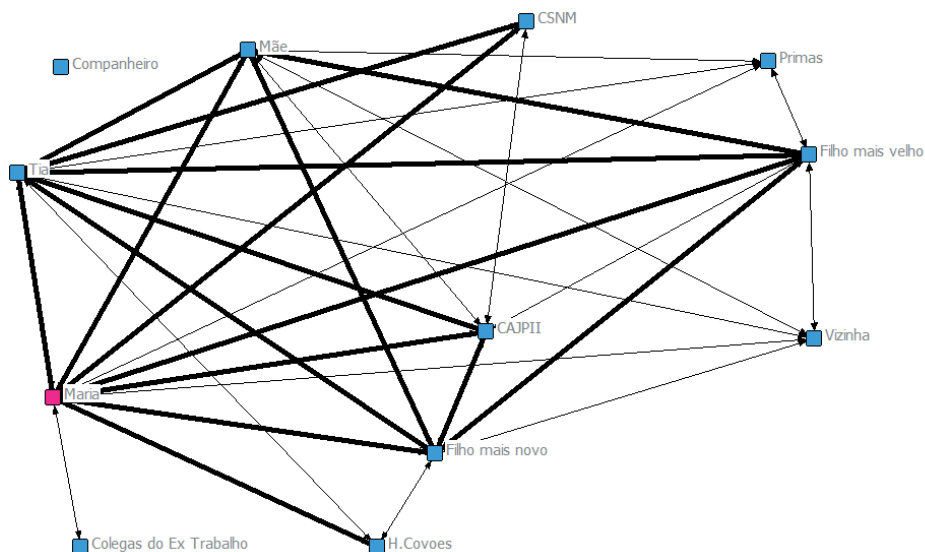 CSNM
Mãe
Primas
Companheiro
Filho mais velho
Tia
CAJPII
Vizinha
Maria
Filho mais novo
Colegas do Ex Trabalho
H.Covoes